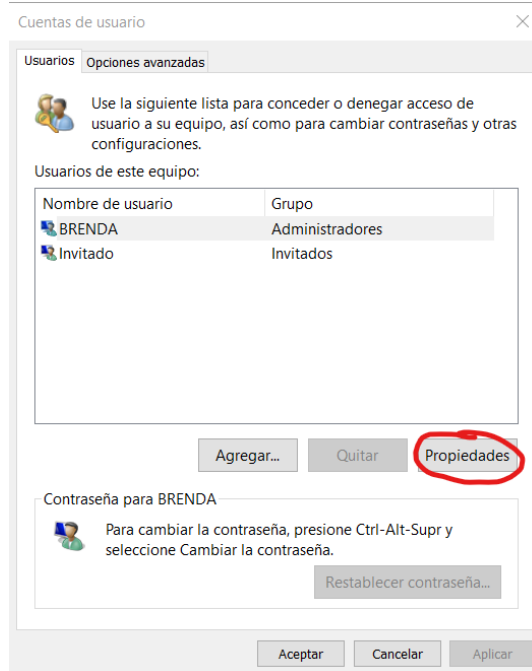 Cuentas de usuario
Usuarios Opciones avanzadas
Use la siguiente lista para conceder o denegar acceso de
usuario a su equipo, así como para cambiar contraseñas y otras
configuraciones.
Usuarios de este equipo:
Nombre de usuario Grupo
BRENDA Administradores
Invitado Invitados
Agregar... Quitar Propiedades
Contraseña para BRENDA
Para cambiar la contraseña, presione Ctrl-Alt-Supr y
seleccione Cambiar la contraseña.
Restablecer contraseña...
Aceptar Cancelar Aplicar